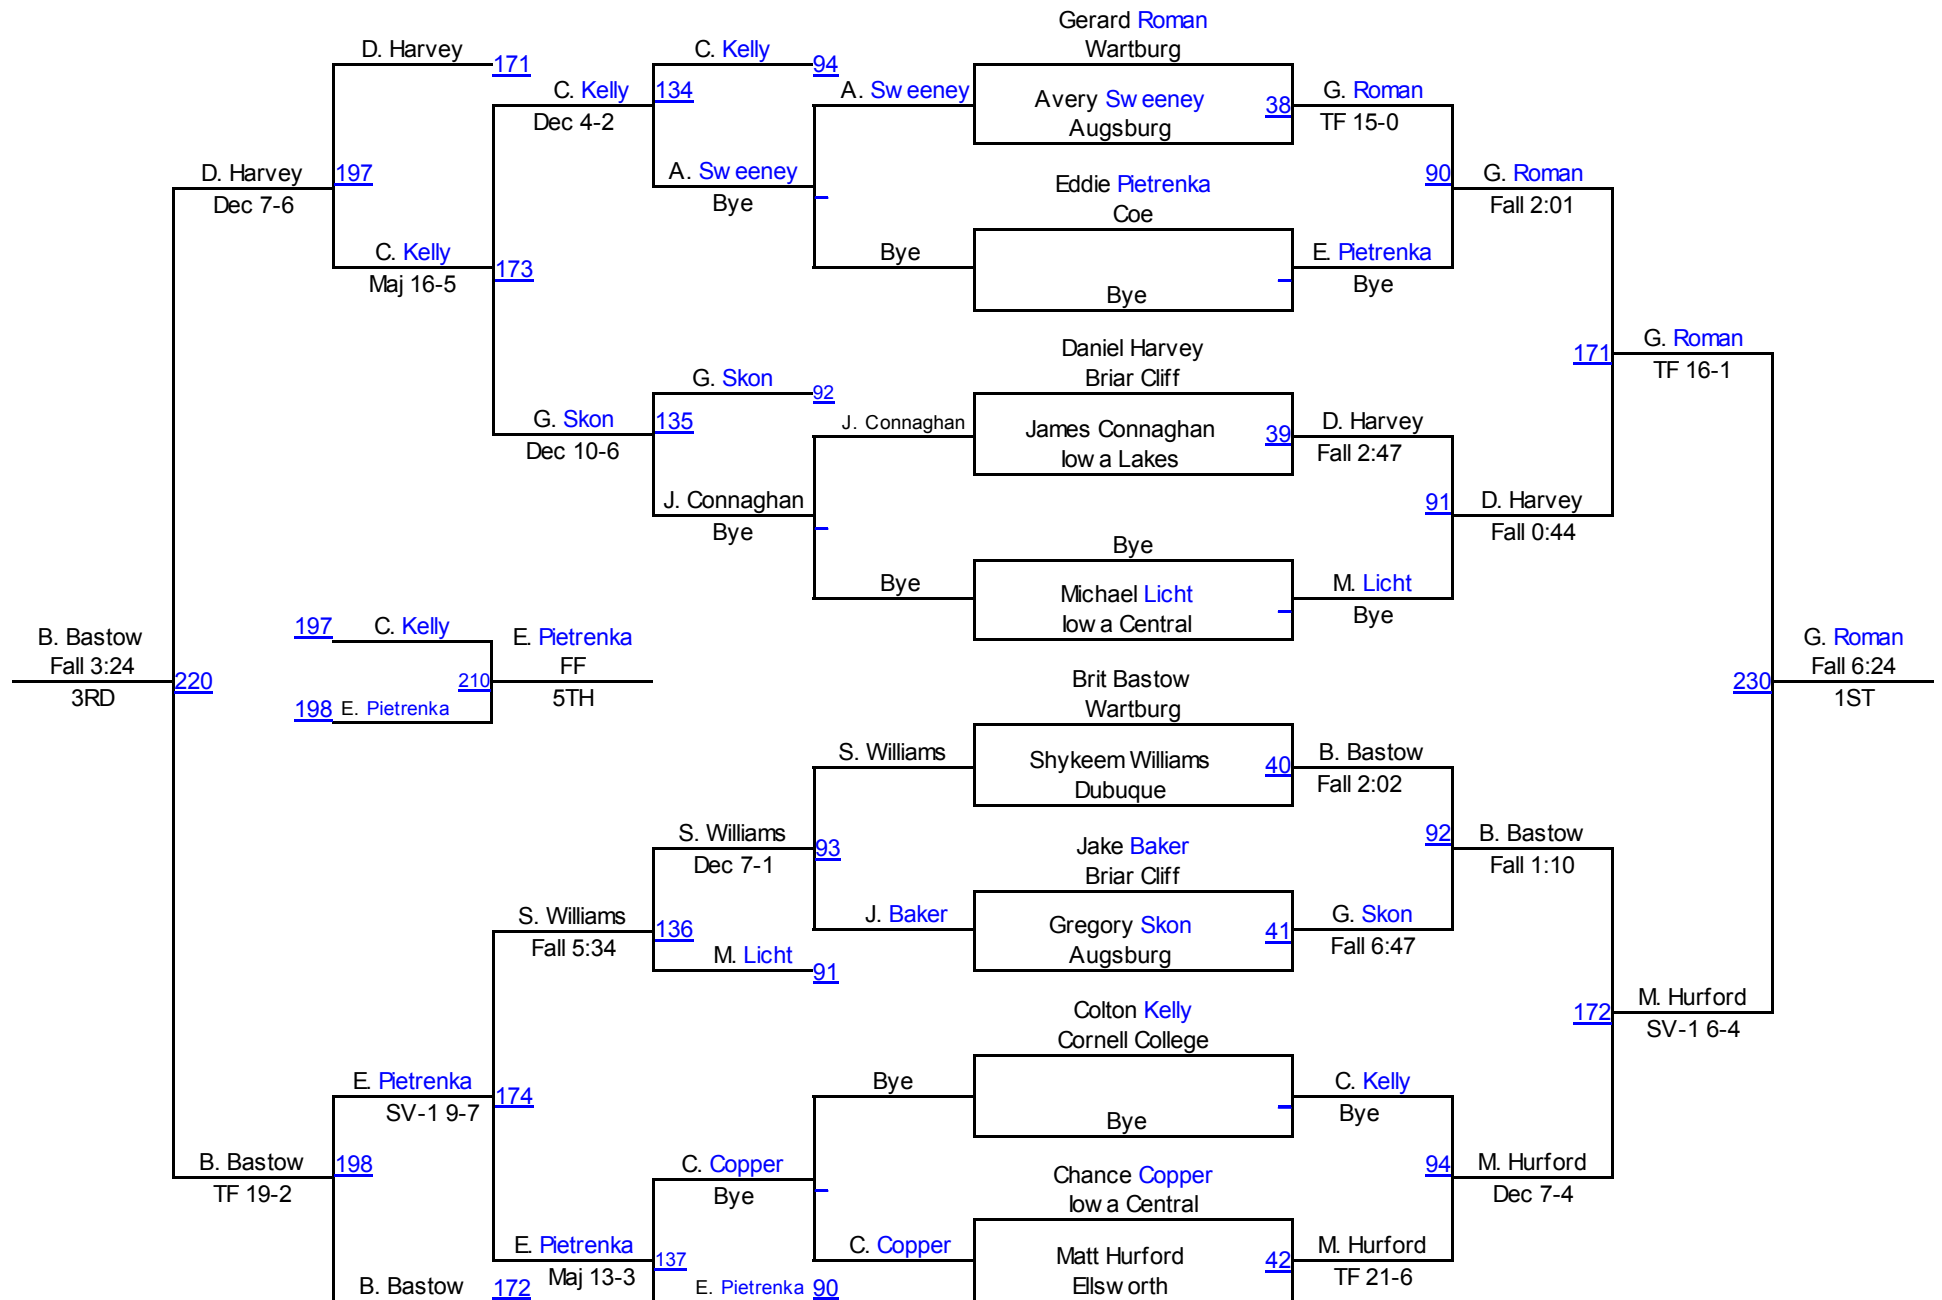 Gerard Roman
Wartburg
D. Harvey
171
C. Kelly
94
C. Kelly
134
Dec 4-2
A. Sweeney
Avery Sweeney
Augsburg
38
G. Roman
TF 15-0
D. Harvey
197
Dec 7-6
A. Sweeney
Bye
Eddie Pietrenka
Coe
90
G. Roman
Fall 2:01
C. Kelly
173
Maj 16-5
Bye
Bye
E. Pietrenka
Bye
Daniel Harvey
Briar Cliff
171
G. Roman
TF 16-1
G. Skon
92
G. Skon
135
Dec 10-6
J. Connaghan
James Connaghan
Iowa Lakes
39
D. Harvey
Fall 2:47
J. Connaghan
Bye
91
D. Harvey
Fall 0:44
Bye
Bye
Michael Licht
Iowa Central
M. Licht
Bye
B. Bastow
Fall 3:24
3RD
220
197
C. Kelly
198
E. Pietrenka
210
E. Pietrenka
FF
5TH
G. Roman
Fall 6:24
1ST
230
Brit Bastow
Wartburg
S. Williams
Shykeem Williams
Dubuque
40
B. Bastow
Fall 2:02
S. Williams
Dec 7-1
93
Jake Baker
Briar Cliff
92
B. Bastow
Fall 1:10
S. Williams
Fall 5:34
136
M. Licht
91
J. Baker
Gregory Skon
Augsburg
41
G. Skon
Fall 6:47
Colton Kelly
Cornell College
172
M. Hurford
SV-1 6-4
E. Pietrenka
SV-1 9-7
174
Bye
Bye
C. Kelly
Bye
B. Bastow
TF 19-2
198
C. Copper
Bye
Chance Copper
Iowa Central
94
M. Hurford
Dec 7-4
E. Pietrenka
Maj 13-3
137
C. Copper
Matt Hurford
Ellsworth
42
M. Hurford
TF 21-6
B. Bastow
172
E. Pietrenka
90